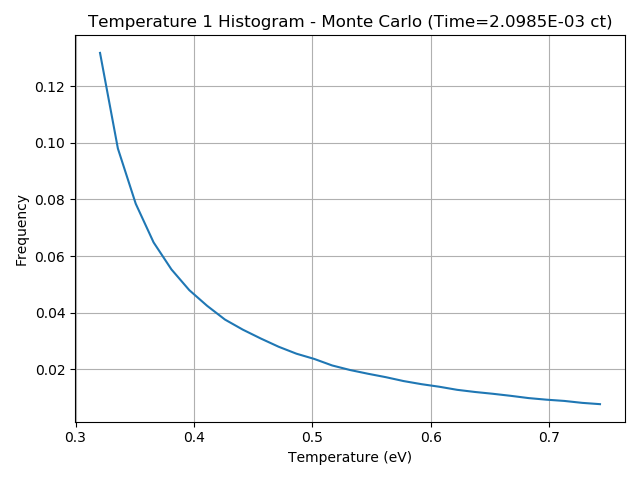 Temperature 1 Histogram - Monte Carlo (Time=2.0985E-03 ct)
0.12
0.10
0.08
0.06
0.04
0.02
Frequency
0.3 0.4 0.5 0.6 0.7
Temperature (eV)